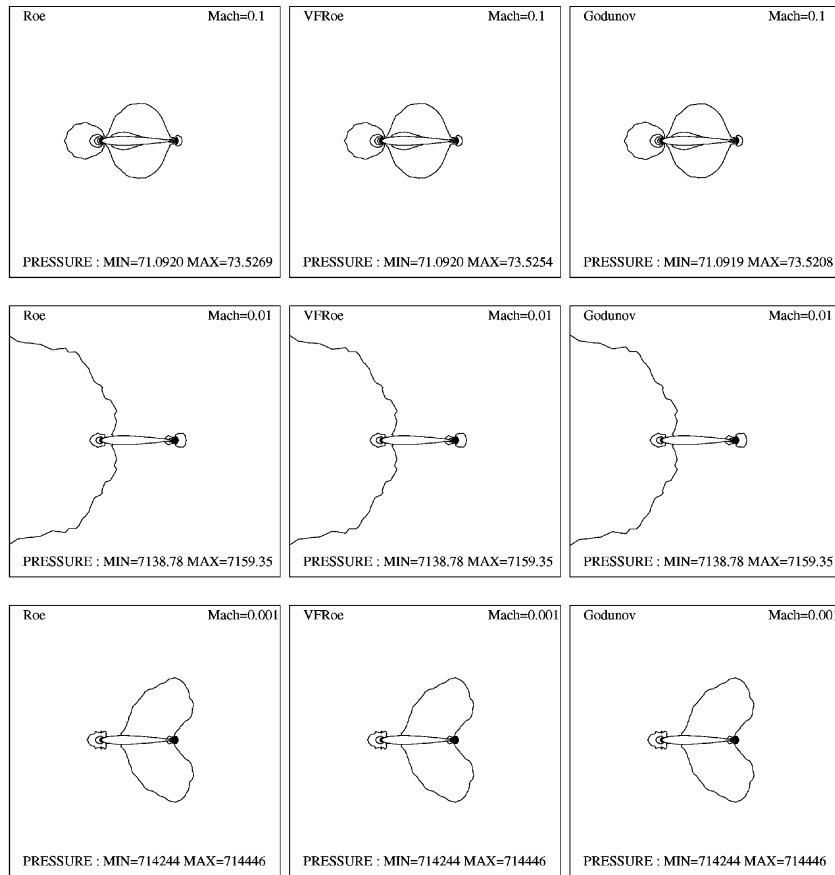 Roe Mach=0.1
PRESSURE : MIN=71.0920 MAX=73.5269
VFRoe Mach=0.1
PRESSURE : MIN=71.0920 MAX=73.5254
Godunov Mach=0.1
PRESSURE : MIN=71.0919 MAX=73.5208
Roe Mach=0.01
PRESSURE : MIN=7138.78 MAX=7159.35
VFRoe Mach=0.01
PRESSURE : MIN=7138.78 MAX=7159.35
Godunov Mach=0.01
PRESSURE : MIN=7138.78 MAX=7159.35
Roe Mach=0.001
PRESSURE : MIN=714244 MAX=714446
VFRoe Mach=0.001
PRESSURE : MIN=714244 MAX=714446
Godunov Mach=0.001
PRESSURE : MIN=714244 MAX=714446